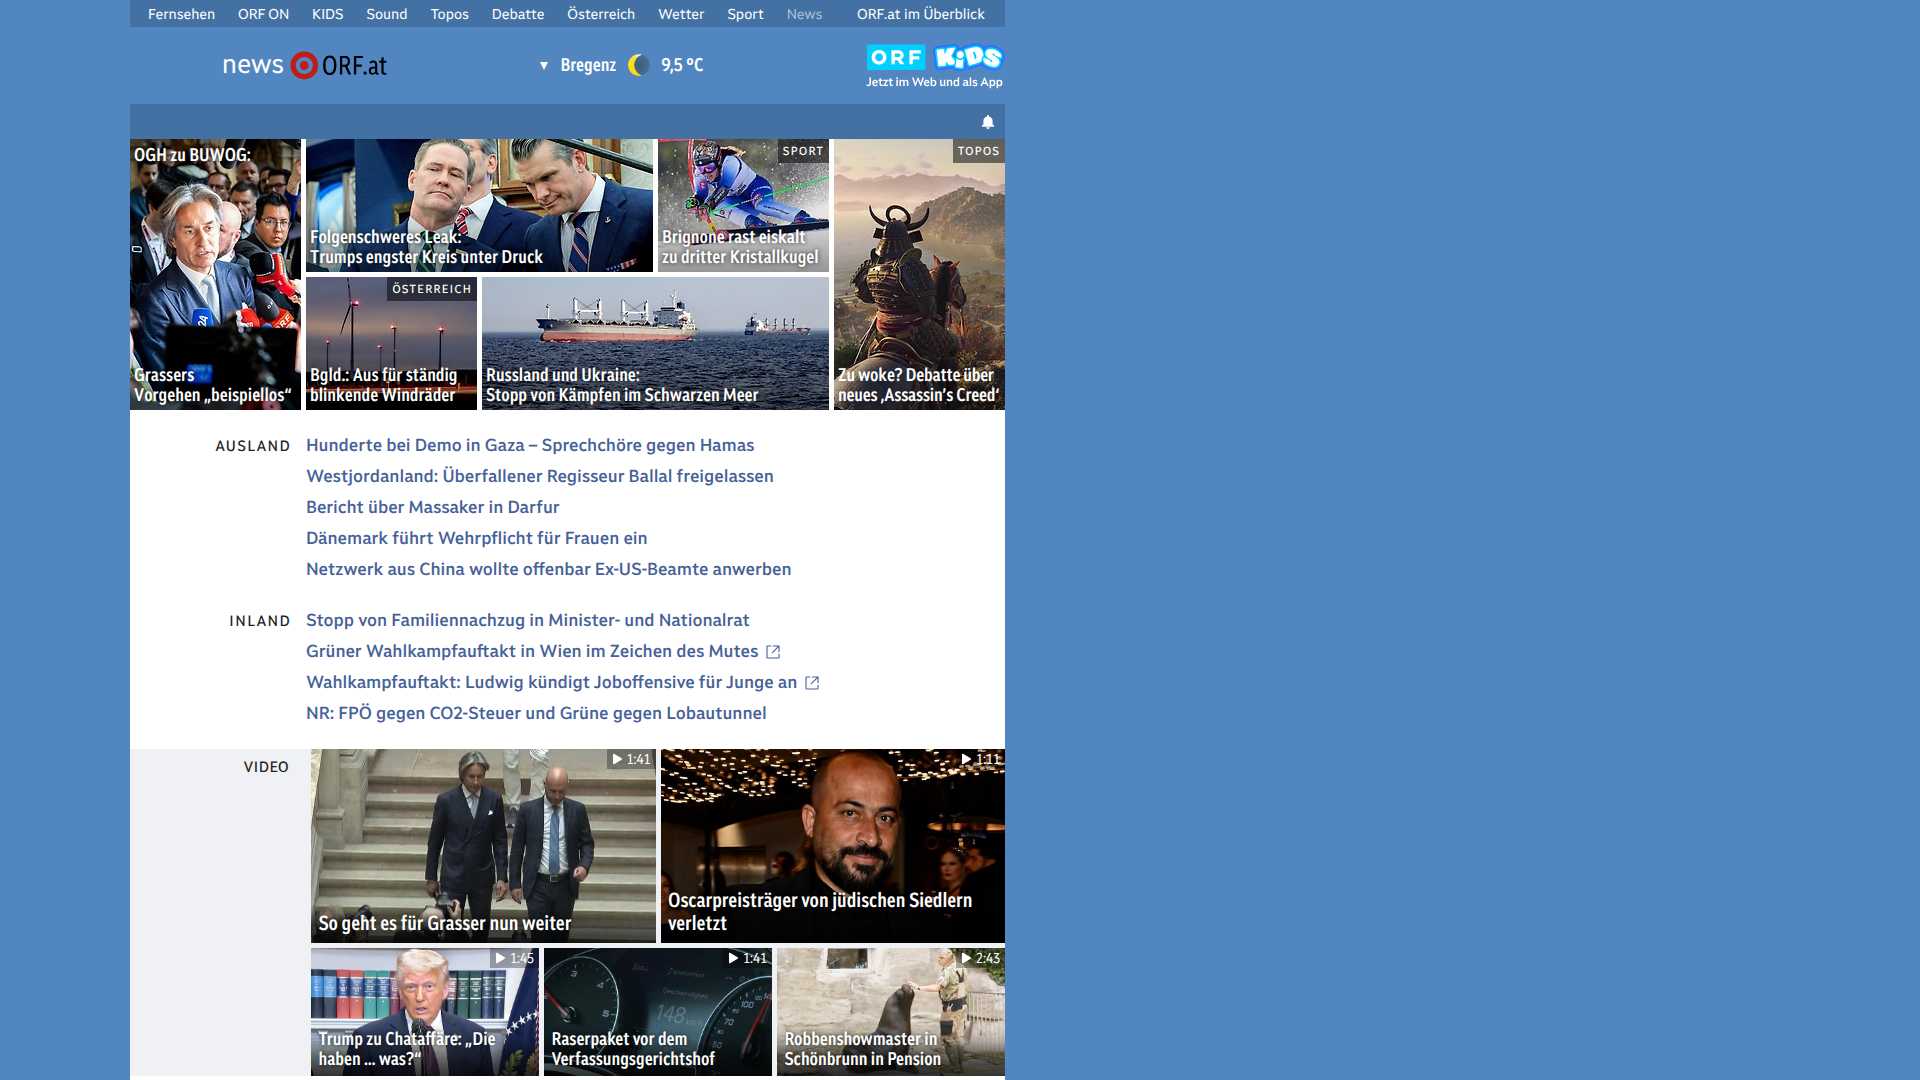 Fernsehen ORF ON KIDS Sound Topos Debatte Österreich Wetter Sport News ORF.at im Überblick
news ORF.at
Bregenz 9,5 °C
ORF KiDS
Jetzt im Web und als App
OGH zu BUWOG:
Grassers
Vorgehen „beispiellos“
Folgenschweres Leak:
Trumps engster Kreis unter Druck
SPORT
Brignone rast eiskalt
zu dritter Kristallkugel
TOPOS
Zu woke? Debatte über
neues ‚Assassin’s Creed‘
ÖSTERREICH
Bgld.: Aus für ständig
blinkende Windräder
Russland und Ukraine:
Stopp von Kämpfen im Schwarzen Meer
AUSLAND
Hunderte bei Demo in Gaza – Sprechchöre gegen Hamas
Westjordanland: Überfallener Regisseur Ballal freigelassen
Bericht über Massaker in Darfur
Dänemark führt Wehrpflicht für Frauen ein
Netzwerk aus China wollte offenbar Ex-US-Beamte anwerben
INLAND
Stopp von Familiennachzug in Minister- und Nationalrat
Grüner Wahlkampfauftakt in Wien im Zeichen des Mutes
Wahlkampfauftakt: Ludwig kündigt Joboffensive für Junge an
NR: FPÖ gegen CO2-Steuer und Grüne gegen Lobautunnel
VIDEO
1:41
So geht es für Grasser nun weiter
1:11
Oscarpreisträger von jüdischen Siedlern
verletzt
1:45
Trump zu Chataffäre: „Die
haben ... was?“
1:41
148 km/h
Raserpaket vor dem
Verfassungsgerichtshof
2:43
Robbenshowmaster in
Schönbrunn in Pension